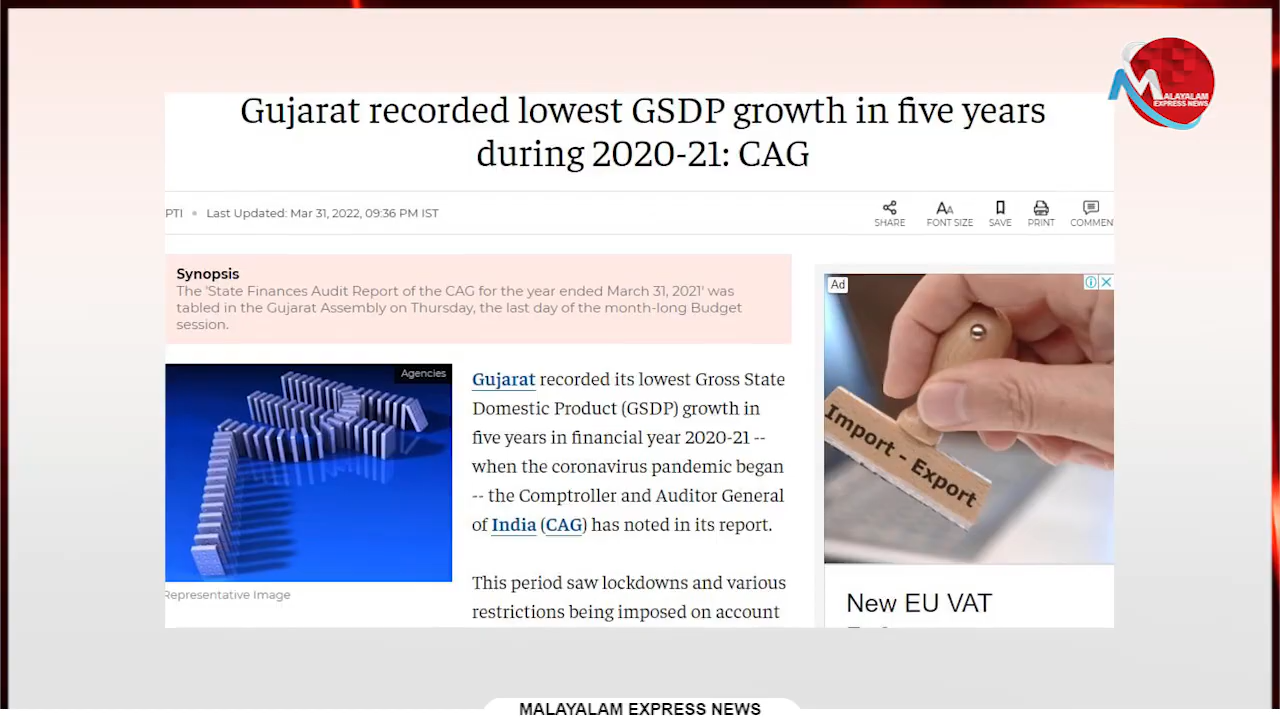 MALAYALAM
EXPRESS NEWS
Gujarat recorded lowest GSDP growth in five years
during 2020-21: CAG
PTI • Last Updated: Mar 31, 2022, 09:36 PM IST
SHARE
FONT SIZE
SAVE
PRINT
COMMEN
Synopsis
The 'State Finances Audit Report of the CAG for the year ended March 31, 2021' was
tabled in the Gujarat Assembly on Thursday, the last day of the month-long Budget
session.
Agencies
Representative Image
Gujarat recorded its lowest Gross State
Domestic Product (GSDP) growth in
five years in financial year 2020-21 --
when the coronavirus pandemic began
-- the Comptroller and Auditor General
of India (CAG) has noted in its report.
This period saw lockdowns and various
restrictions being imposed on account
Ad
Import - Export
New EU VAT
MALAYALAM EXPRESS NEWS